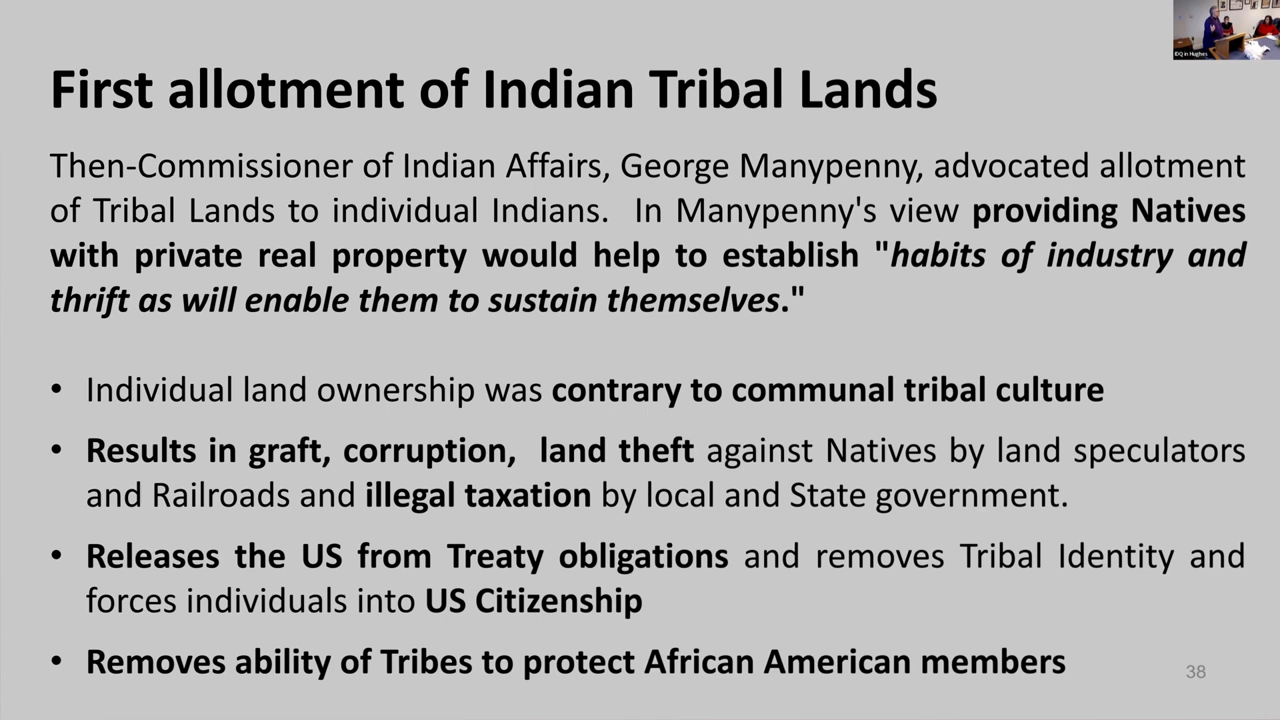 IDQ in Hughes
First allotment of Indian Tribal Lands
Then-Commissioner of Indian Affairs, George Manypenny, advocated allotment
of Tribal Lands to individual Indians. In Manypenny's view providing Natives
with private real property would help to establish "habits of industry and
thrift as will enable them to sustain themselves."
• Individual land ownership was contrary to communal tribal culture
• Results in graft, corruption, land theft against Natives by land speculators
and Railroads and illegal taxation by local and State government.
• Releases the US from Treaty obligations and removes Tribal Identity and
forces individuals into US Citizenship
• Removes ability of Tribes to protect African American members
38